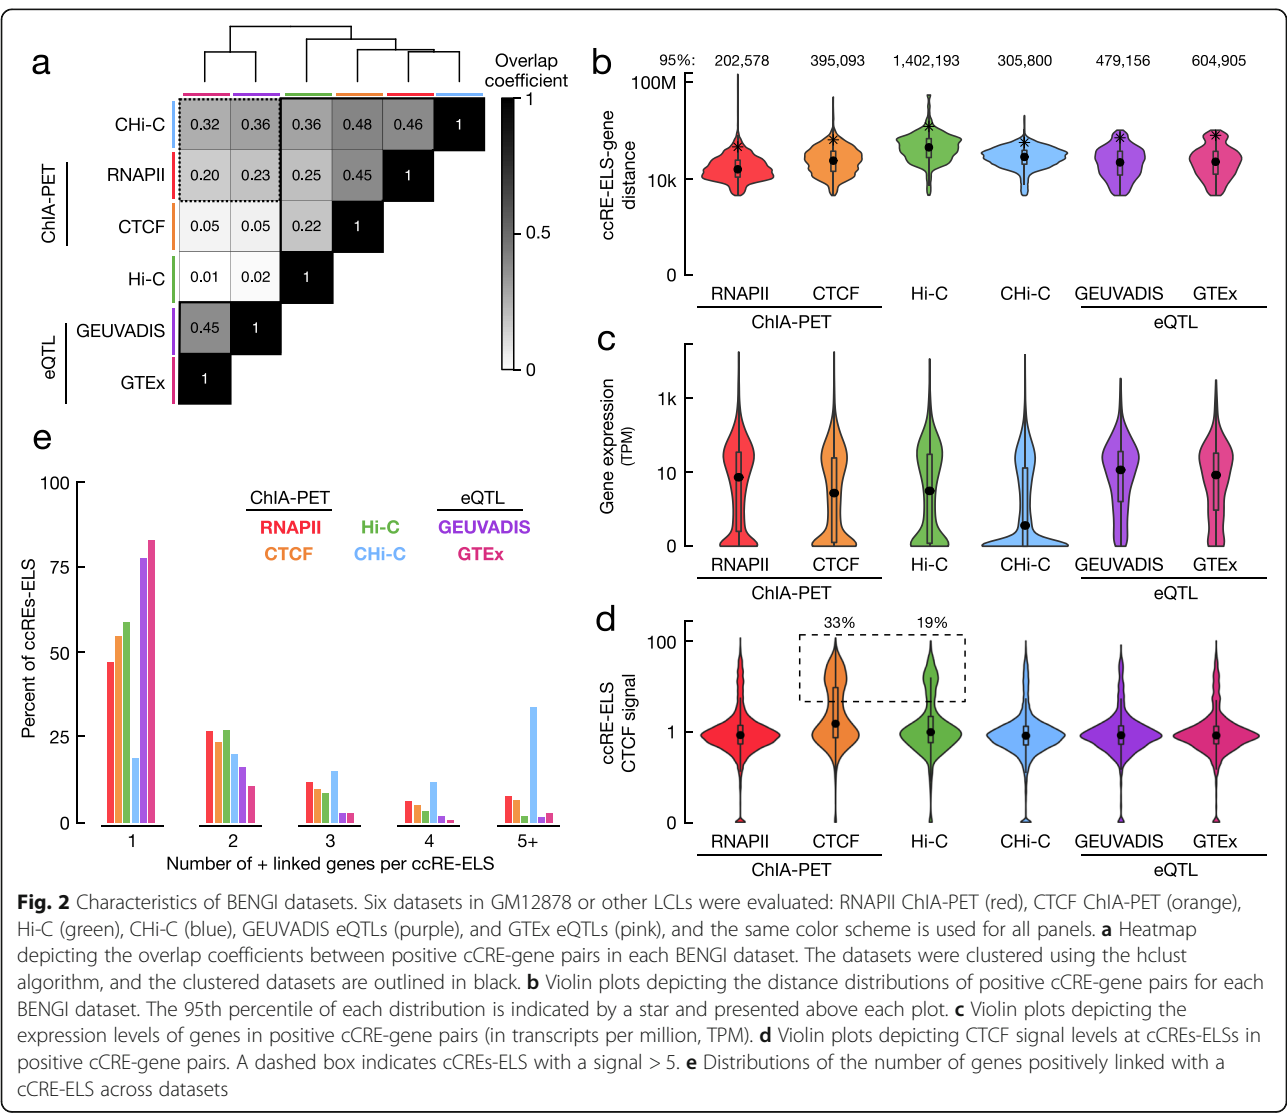 a
Overlap
coefficient
CHi-C
0.32 0.36 0.36 0.48 0.46 1
ChIA-PET
RNAPII
0.20 0.23 0.25 0.45 1
CTCF
0.05 0.05 0.22 1
Hi-C
0.01 0.02 1
eQTL
GEUVADIS
0.45 1
GTEx
1
1
0.5
0
b
95%: 202,578 395,093 1,402,193 305,800 479,156 604,905
ccRE-ELS-gene
distance
100M
10k
0
RNAPII CTCF Hi-C CHi-C GEUVADIS GTEx
ChIA-PET eQTL
c
Gene expression
(TPM)
1k
10
0
RNAPII CTCF Hi-C CHi-C GEUVADIS GTEx
ChIA-PET eQTL
d
33% 19%
ccRE-ELS
CTCF signal
100
1
0
RNAPII CTCF Hi-C CHi-C GEUVADIS GTEx
ChIA-PET eQTL
e
Percent of ccREs-ELS
100
75
50
25
0
ChIA-PET eQTL
RNAPII Hi-C GEUVADIS
CTCF CHi-C GTEx
1 2 3 4 5+
Number of + linked genes per ccRE-ELS
Fig. 2 Characteristics of BENGI datasets. Six datasets in GM12878 or other LCLs were evaluated: RNAPII ChIA-PET (red), CTCF ChIA-PET (orange),
Hi-C (green), CHi-C (blue), GEUVADIS eQTLs (purple), and GTEx eQTLs (pink), and the same color scheme is used for all panels. a Heatmap
depicting the overlap coefficients between positive cCRE-gene pairs in each BENGI dataset. The datasets were clustered using the hclust
algorithm, and the clustered datasets are outlined in black. b Violin plots depicting the distance distributions of positive cCRE-gene pairs for each
BENGI dataset. The 95th percentile of each distribution is indicated by a star and presented above each plot. c Violin plots depicting the
expression levels of genes in positive cCRE-gene pairs (in transcripts per million, TPM). d Violin plots depicting CTCF signal levels at cCREs-ELSs in
positive cCRE-gene pairs. A dashed box indicates cCREs-ELS with a signal > 5. e Distributions of the number of genes positively linked with a
cCRE-ELS across datasets